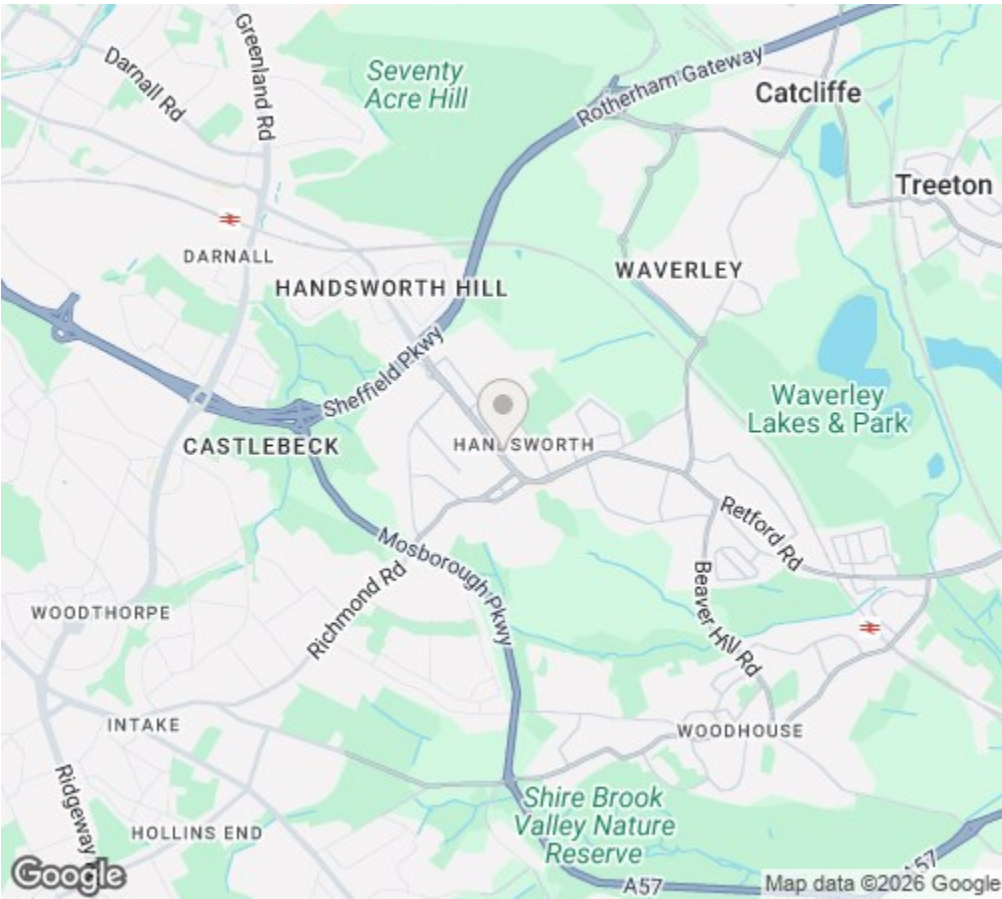 Greenland Rd
Darnall Rd
Seventy
Acre Hill
Rotherham Gateway
Catcliffe
Treeton
DARNALL
WAVERLEY
HANDSWORTH HILL
Sheffield Pkwy
Waverley
Lakes & Park
CASTLEBECK
HANDSWORTH
Retford Rd
Mosborough Pkwy
Beaver Hill Rd
Richmond Rd
WOODTHORPE
INTAKE
WOODHOUSE
Ridgeway
Shire Brook
Valley Nature
Reserve
HOLLINS END
A57
A57
Google
Map data ©2026 Google